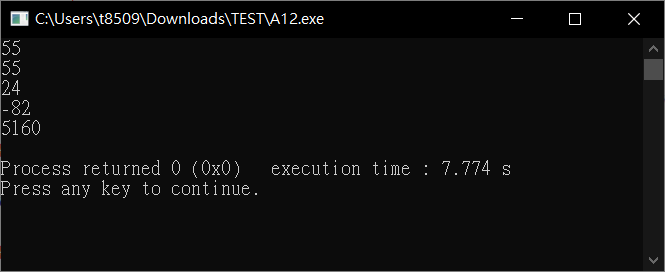 C:\Users\t8509\Downloads\TEST\A12.exe
55
55
24
-82
5160
Process returned 0 (0x0)   execution time : 7.774 s
Press any key to continue.